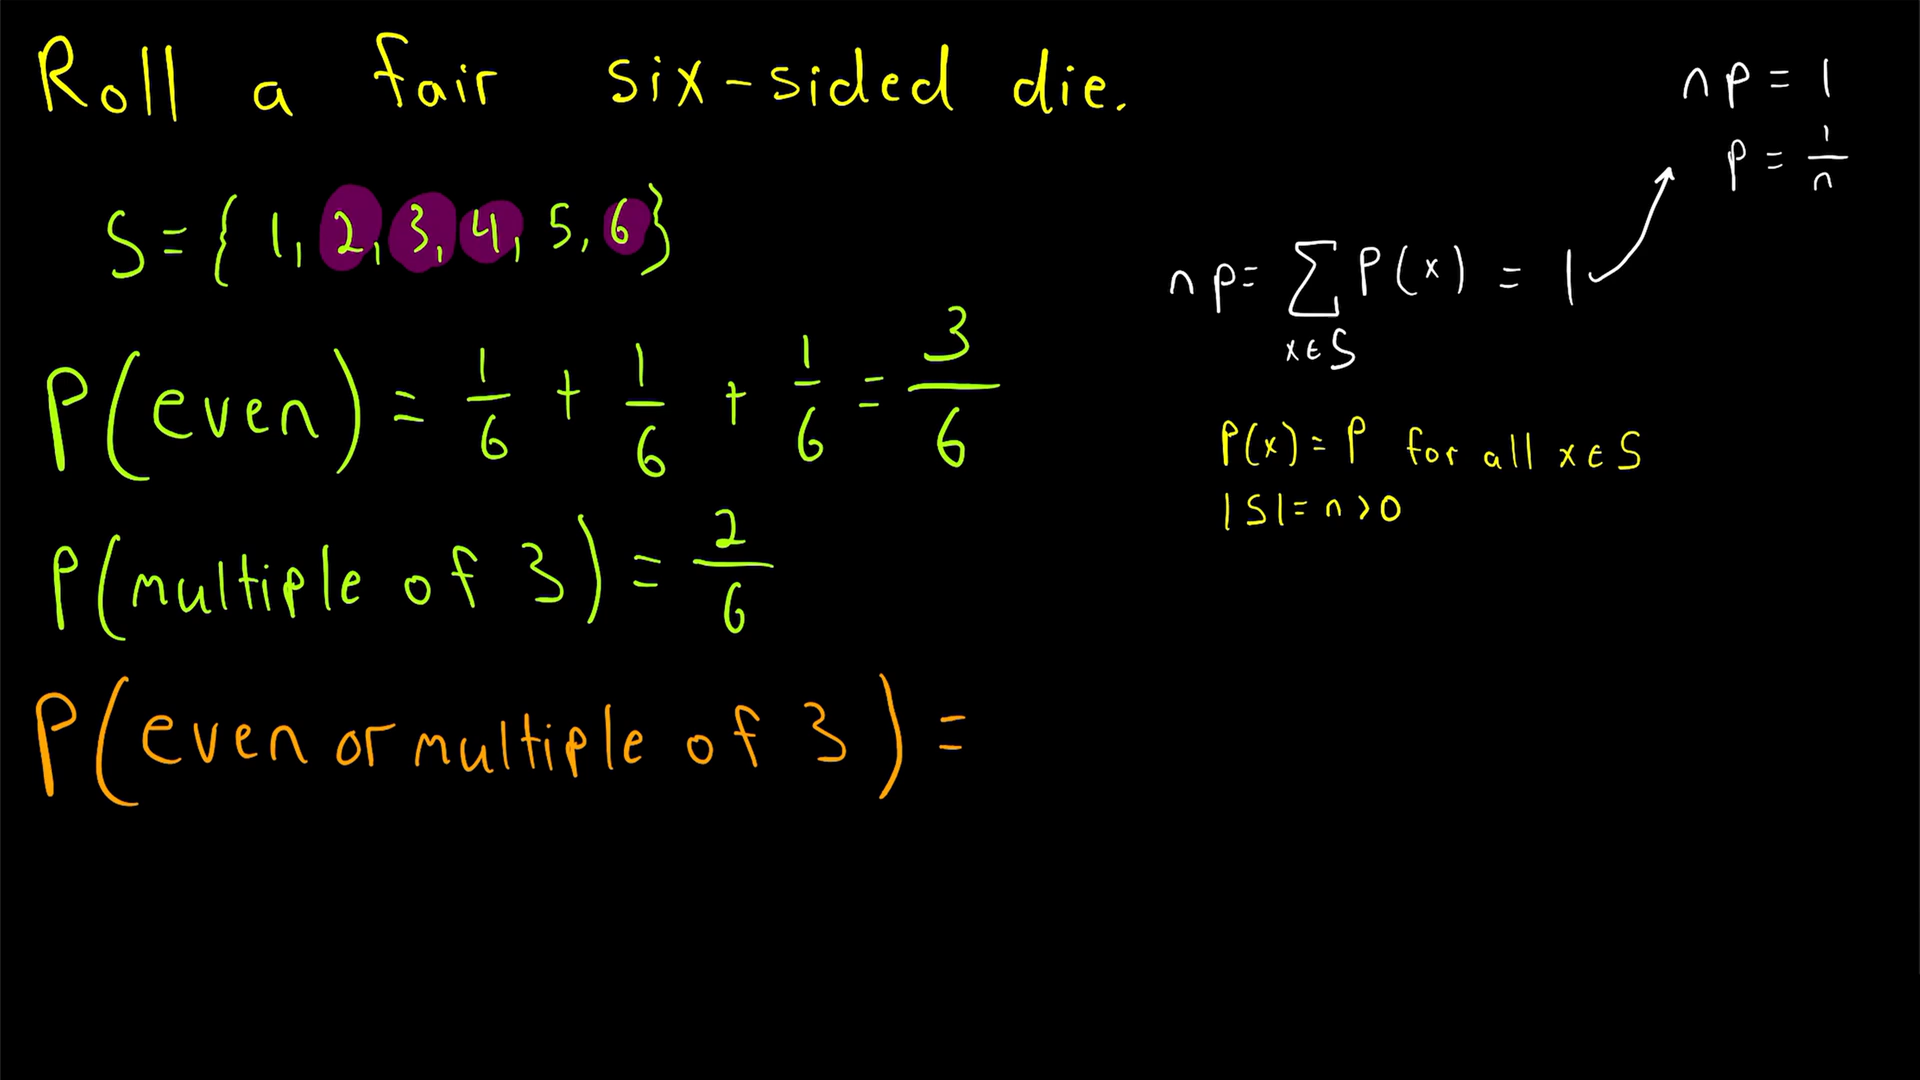 Roll a fair six-sided die.
S = { 1, 2, 3, 4, 5, 6 }
P(even) = 1/6 + 1/6 + 1/6 = 3/6
P(multiple of 3) = 2/6
P(even or multiple of 3) =
np = 1
p = 1/n
np = ∑ P(x) = 1
x∈S
P(x) = P for all x∈S
|S| = n > 0